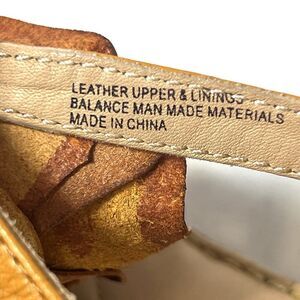 LEATHER UPPER & LININGS
BALANCE MAN MADE MATERIALS
MADE IN CHINA